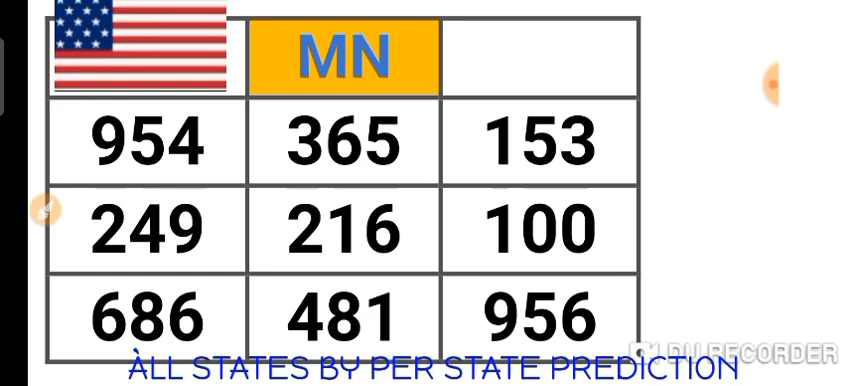 MN
954 365 153
249 216 100
686 481 956
DU RECORDER
ÀLL STATES BY PER STATE PREDICTION